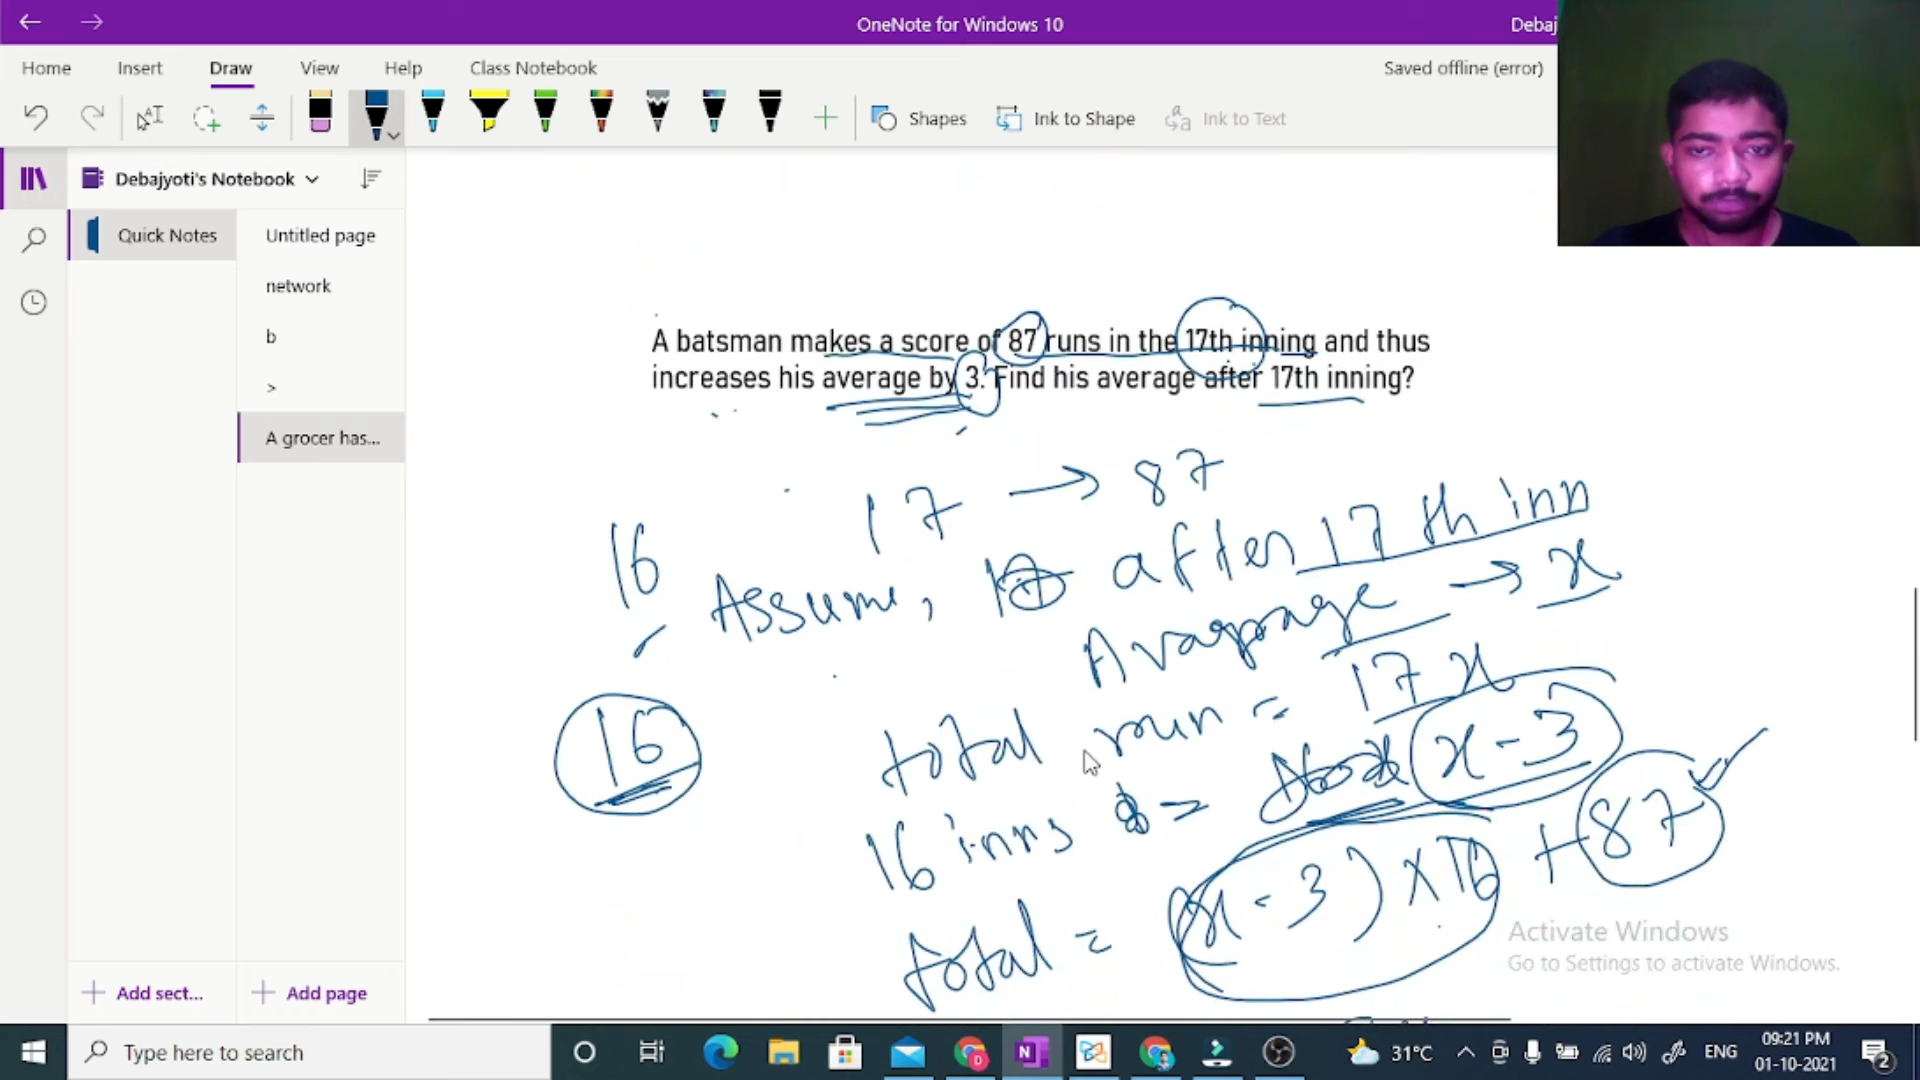 OneNote for Windows 10
Debaj
Home Insert Draw View Help Class Notebook
Saved offline (error)
Shapes Ink to Shape Ink to Text
Debajyoti's Notebook
Quick Notes
Untitled page
network
b
>
A grocer has...
A batsman makes a score of 87 runs in the 17th inning and thus
increases his average by 3. Find his average after 17th inning?
17 → 87
16
Assume, after 17th inn
Avarage → x
total run = 17x
16
16 inns = x-3
total = (x-3)×16 + 87
Activate Windows
Go to Settings to activate Windows.
Add sect...
Add page
Type here to search
31°C
ENG
09:21 PM
01-10-2021
2